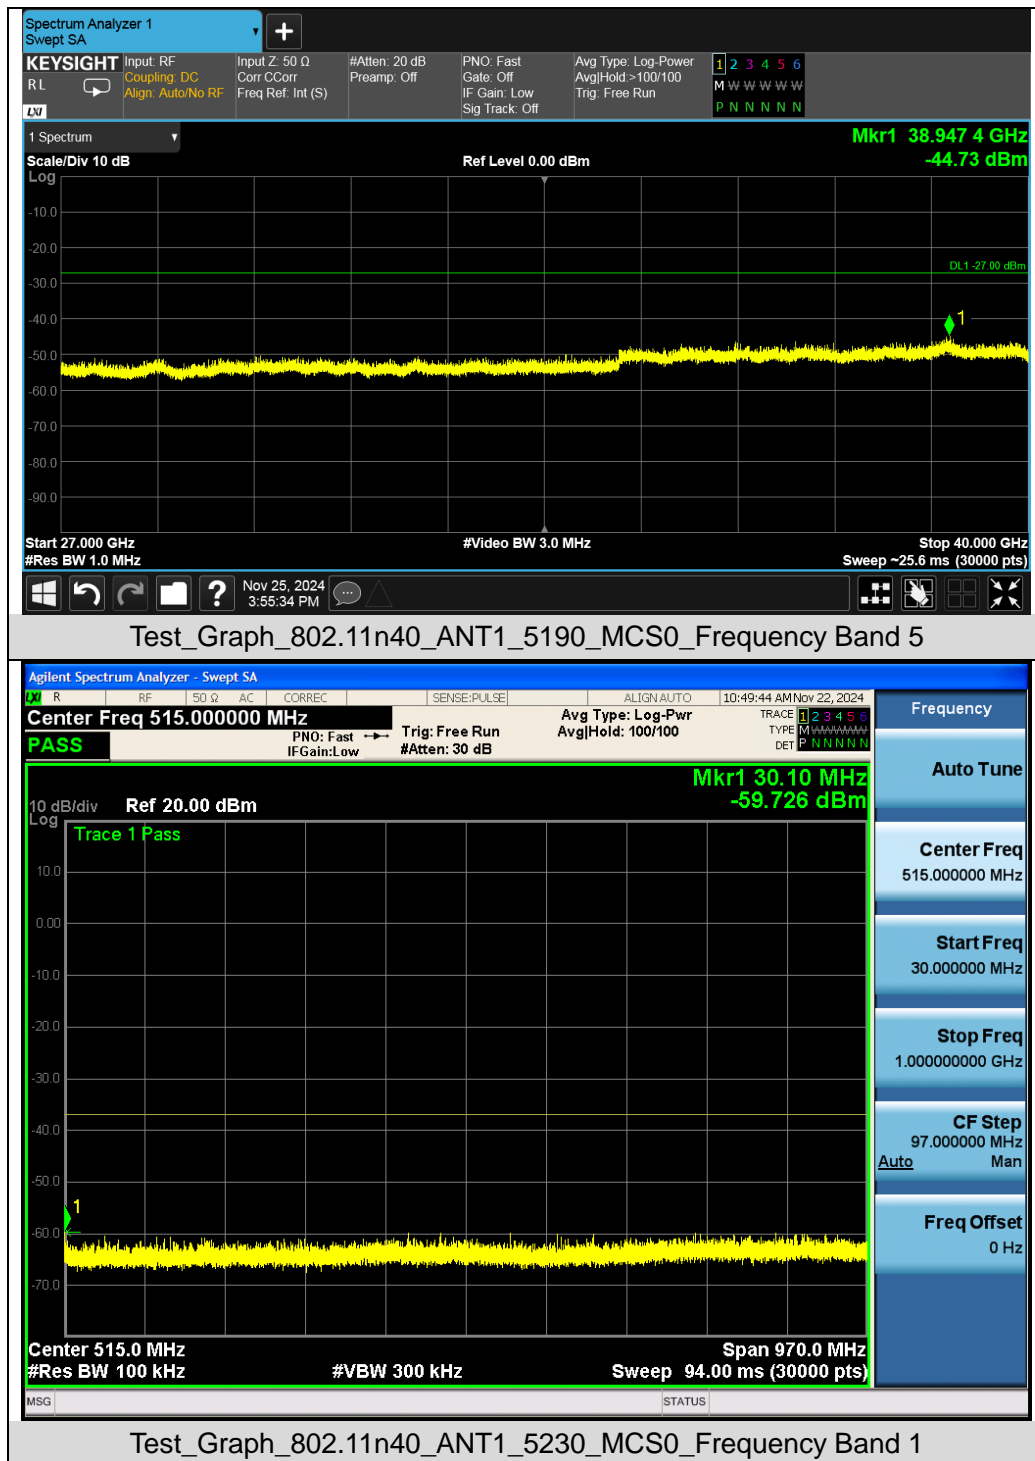 Spectrum Analyzer 1
Swept SA
+
KEYSIGHT
R L
LXI
Input: RF
Coupling: DC
Align: Auto/No RF
Input Z: 50 Ω
Corr CCorr
Freq Ref: Int (S)
#Atten: 20 dB
Preamp: Off
PNO: Fast
Gate: Off
IF Gain: Low
Sig Track: Off
Avg Type: Log-Power
Avg|Hold:>100/100
Trig: Free Run
1 2 3 4 5 6
M W W W W W
P N N N N N
1 Spectrum
Mkr1 38.947 4 GHz
-44.73 dBm
Scale/Div 10 dB
Ref Level 0.00 dBm
Log
-10.0
-20.0
DL1 -27.00 dBm
-30.0
-40.0
1
-50.0
-60.0
-70.0
-80.0
-90.0
Start 27.000 GHz
#Video BW 3.0 MHz
Stop 40.000 GHz
#Res BW 1.0 MHz
Sweep ~25.6 ms (30000 pts)
?
Nov 25, 2024
3:55:34 PM
Test_Graph_802.11n40_ANT1_5190_MCS0_Frequency Band 5
Agilent Spectrum Analyzer - Swept SA
LXI R RF 50 Ω AC CORREC SENSE:PULSE ALIGN AUTO 10:49:44 AM Nov 22, 2024
Center Freq 515.000000 MHz
PASS
PNO: Fast
IFGain:Low
Trig: Free Run
#Atten: 30 dB
Avg Type: Log-Pwr
Avg|Hold: 100/100
TRACE 1 2 3 4 5 6
TYPE M W W W W W
DET P N N N N N
Mkr1 30.10 MHz
-59.726 dBm
10 dB/div Ref 20.00 dBm
Log
Trace 1 Pass
10.0
0.00
-10.0
-20.0
-30.0
-40.0
-50.0
1
-60.0
-70.0
Center 515.0 MHz
Span 970.0 MHz
#Res BW 100 kHz
#VBW 300 kHz
Sweep 94.00 ms (30000 pts)
MSG
STATUS
Frequency
Auto Tune
Center Freq
515.000000 MHz
Start Freq
30.000000 MHz
Stop Freq
1.000000000 GHz
CF Step
97.000000 MHz
Auto Man
Freq Offset
0 Hz
Test_Graph_802.11n40_ANT1_5230_MCS0_Frequency Band 1